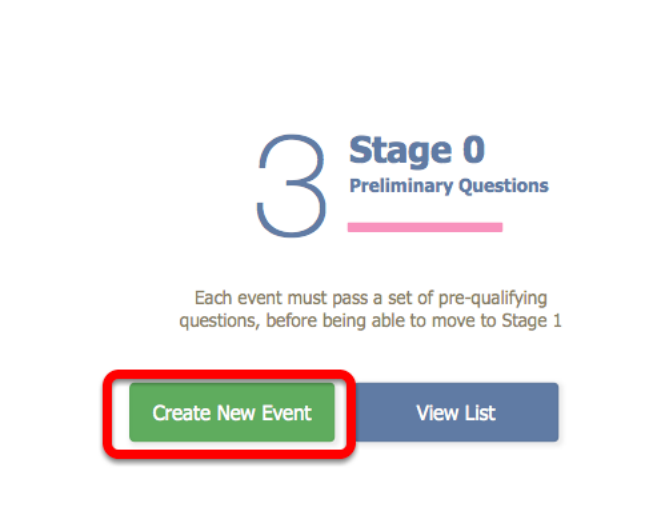 3
Stage 0
Preliminary Questions
Each event must pass a set of pre-qualifying
questions, before being able to move to Stage 1
Create New Event
View List